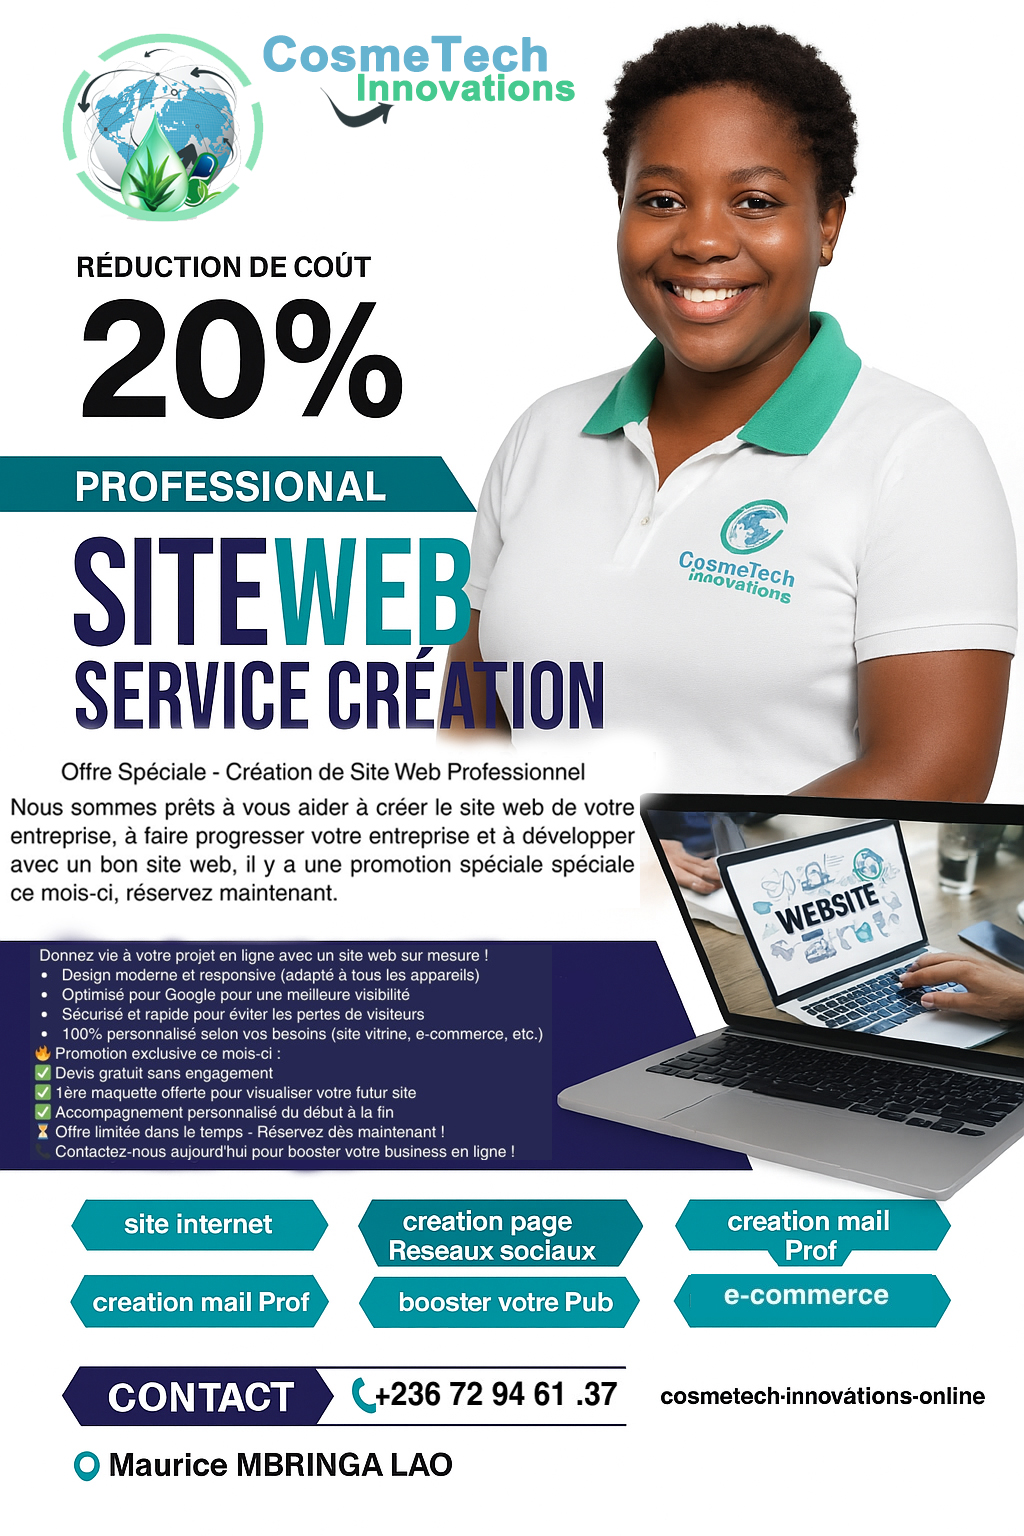 CosmeTech
Innovations
RÉDUCTION DE COÛT
20%
PROFESSIONAL
SITEWEB
SERVICE CRÉATION
CosmeTech
innovations
Offre Spéciale - Création de Site Web Professionnel
Nous sommes prêts à vous aider à créer le site web de votre
entreprise, à faire progresser votre entreprise et à développer
avec un bon site web, il y a une promotion spéciale spéciale
ce mois-ci, réservez maintenant.
WEBSITE
Donnez vie à votre projet en ligne avec un site web sur mesure !
• Design moderne et responsive (adapté à tous les appareils)
• Optimisé pour Google pour une meilleure visibilité
• Sécurisé et rapide pour éviter les pertes de visiteurs
• 100% personnalisé selon vos besoins (site vitrine, e-commerce, etc.)
🔥 Promotion exclusive ce mois-ci :
✅ Devis gratuit sans engagement
✅ 1ère maquette offerte pour visualiser votre futur site
✅ Accompagnement personnalisé du début à la fin
⏳ Offre limitée dans le temps - Réservez dès maintenant !
📞 Contactez-nous aujourd'hui pour booster votre business en ligne !
site internet
creation page
Reseaux sociaux
creation mail
Prof
creation mail Prof
booster votre Pub
e-commerce
CONTACT
+236 72 94 61 .37
cosmetech-innovátions-online
Maurice MBRINGA LAO